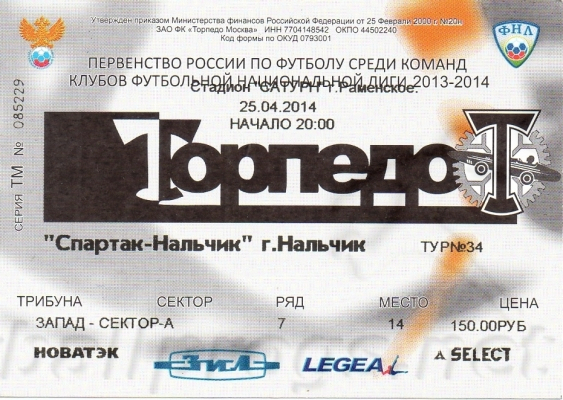 Утвержден приказом Министерства финансов Российской Федерации от 25 Февраля 2000 г. №20н
ЗАО ФК «Торпедо Москва» ИНН 7704148542 ОКПО 44502240
Код формы по ОКУД 0793001
ФНЛ
ПЕРВЕНСТВО РОССИИ ПО ФУТБОЛУ СРЕДИ КОМАНД
КЛУБОВ ФУТБОЛЬНОЙ НАЦИОНАЛЬНОЙ ЛИГИ 2013-2014
Стадион "САТУРН" г.Раменское.
25.04.2014
НАЧАЛО 20:00
СЕРИЯ ТМ № 085229
Торпедо
Т
"Спартак-Нальчик" г.Нальчик
ТУР№34
ТРИБУНА СЕКТОР РЯД МЕСТО ЦЕНА
ЗАПАД - СЕКТОР-А 7 14 150.00РУБ
НОВАТЭК ЗИЛ LEGEA SELECT